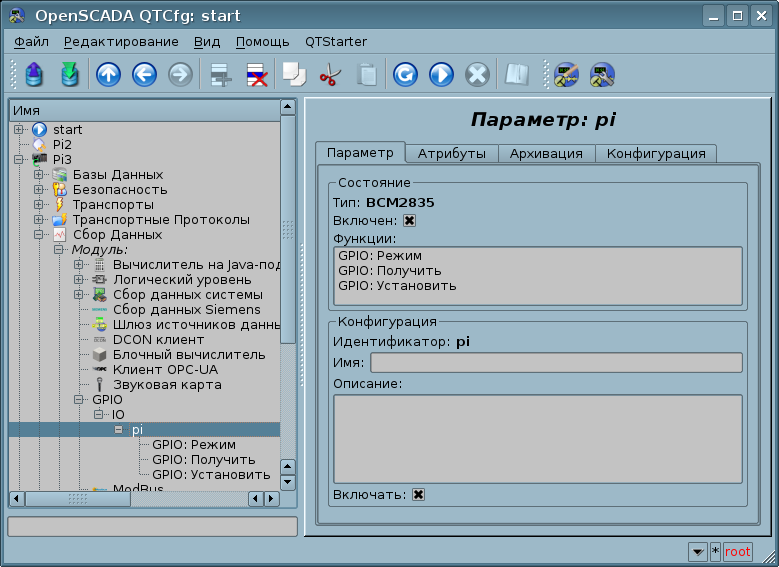 OpenSCADA QTCfg: start
Файл Редактирование Вид Помощь QTStarter
Имя
start
Pi2
Pi3
Базы Данных
Безопасность
Транспорты
Транспортные Протоколы
Сбор Данных
Модуль:
Вычислитель на Java-под
Логический уровень
Сбор данных системы
Сбор данных Siemens
Шлюз источников данны
DCON клиент
Блочный вычислитель
Клиент OPC-UA
Звуковая карта
GPIO
IO
pi
GPIO: Режим
GPIO: Получить
GPIO: Установить
ModBus
Параметр: pi
Параметр Атрибуты Архивация Конфигурация
Состояние
Тип: BCM2835
Включен:
Функции:
GPIO: Режим
GPIO: Получить
GPIO: Установить
Конфигурация
Идентификатор: pi
Имя:
Описание:
Включать:
* root